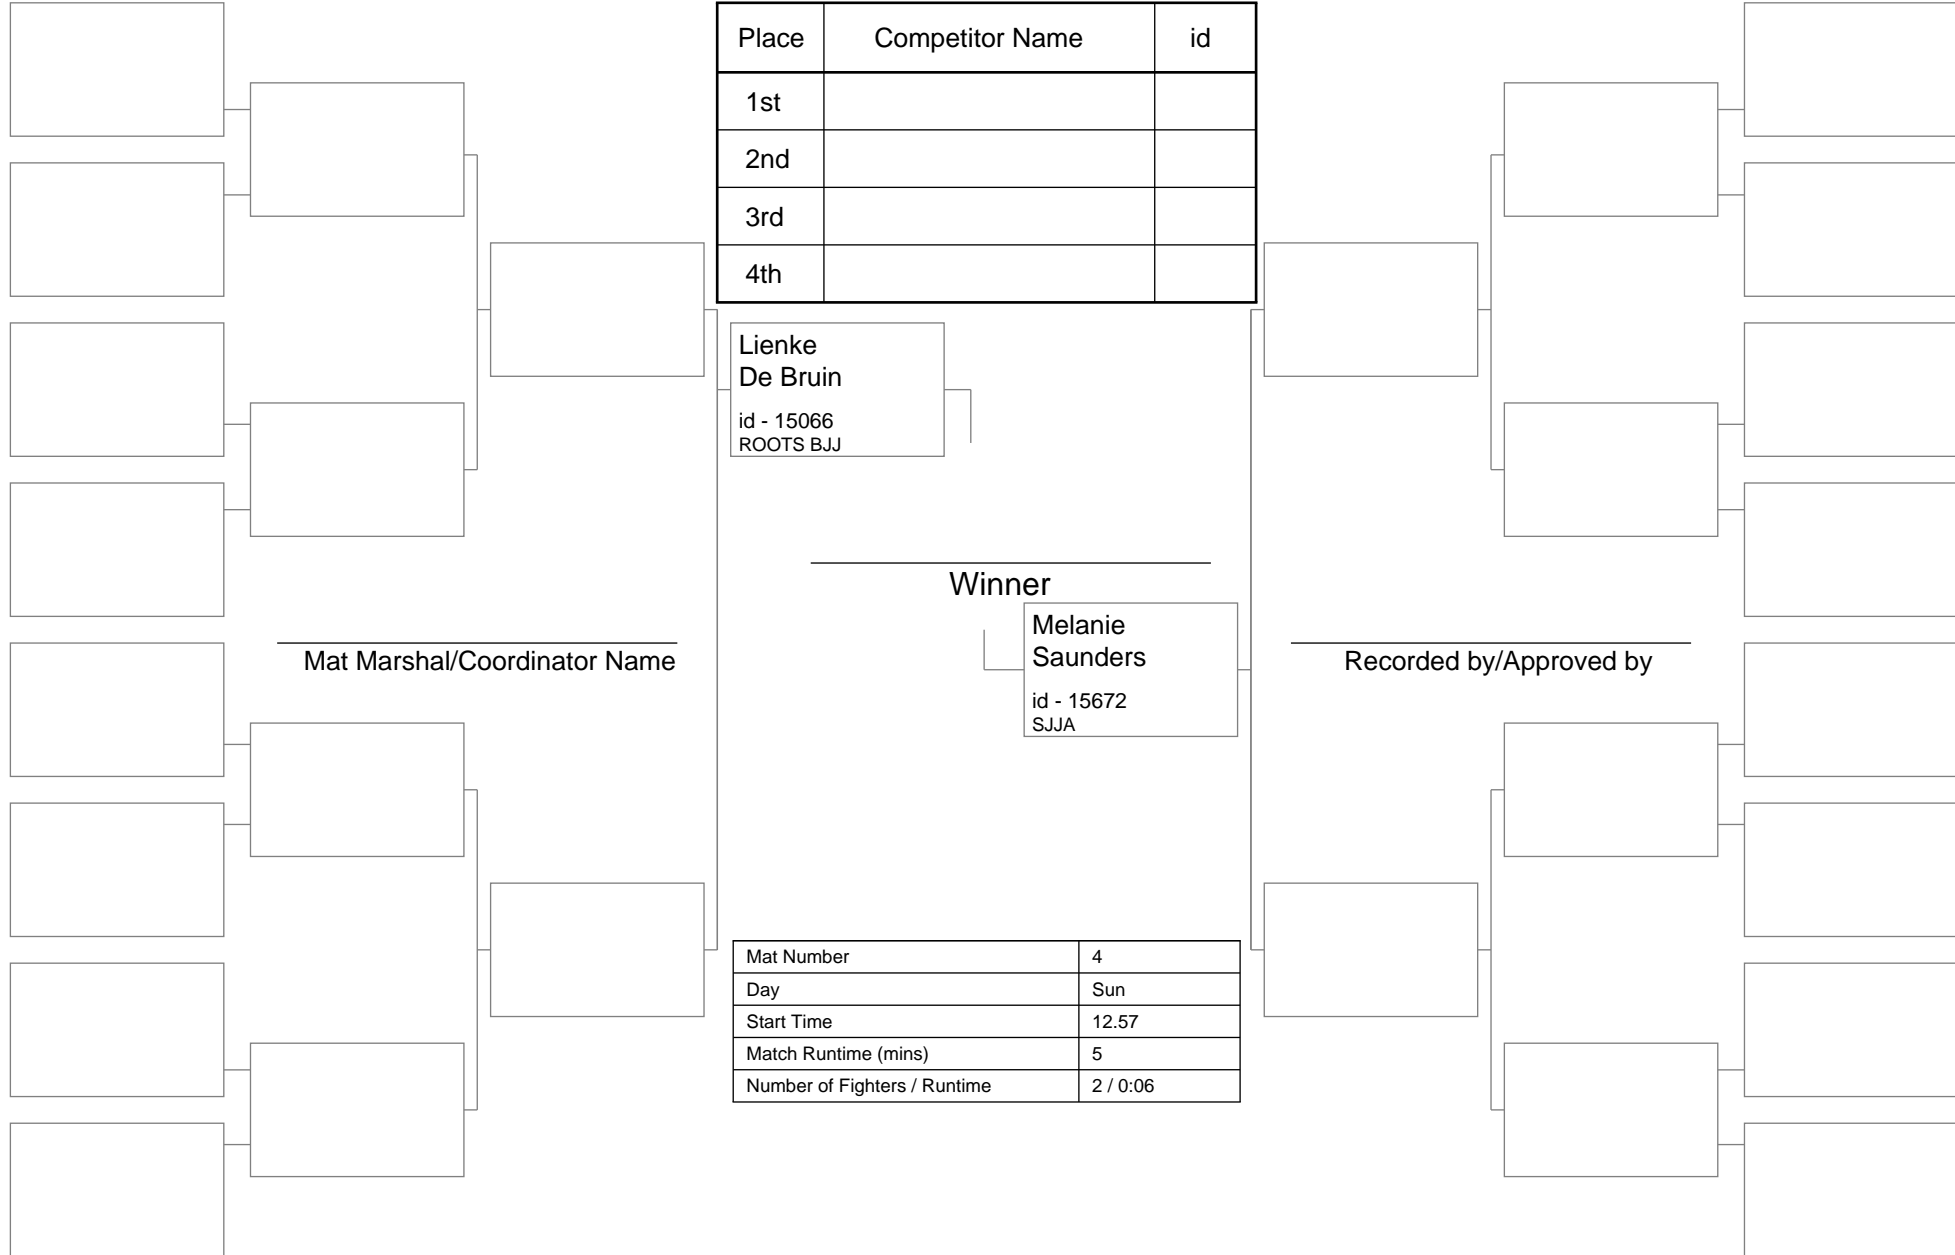 Place Competitor Name id
1st
2nd
3rd
4th
Lienke
De Bruin
id - 15066
ROOTS BJJ
Winner
Melanie
Saunders
id - 15672
SJJA
Mat Marshal/Coordinator Name
Recorded by/Approved by
Mat Number 4
Day Sun
Start Time 12.57
Match Runtime (mins) 5
Number of Fighters / Runtime 2 / 0:06